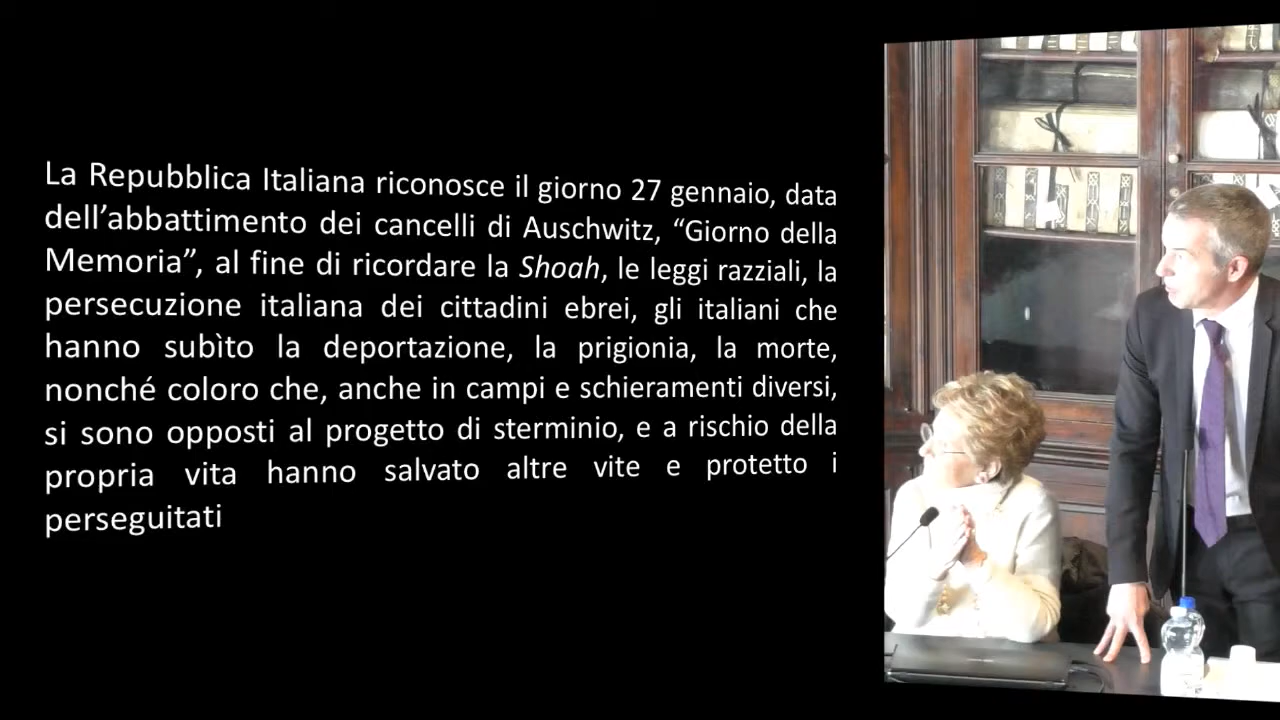 La Repubblica Italiana riconosce il giorno 27 gennaio, data
dell’abbattimento dei cancelli di Auschwitz, “Giorno della
Memoria”, al fine di ricordare la Shoah, le leggi razziali, la
persecuzione italiana dei cittadini ebrei, gli italiani che
hanno subìto la deportazione, la prigionia, la morte,
nonché coloro che, anche in campi e schieramenti diversi,
si sono opposti al progetto di sterminio, e a rischio della
propria vita hanno salvato altre vite e protetto i
perseguitati